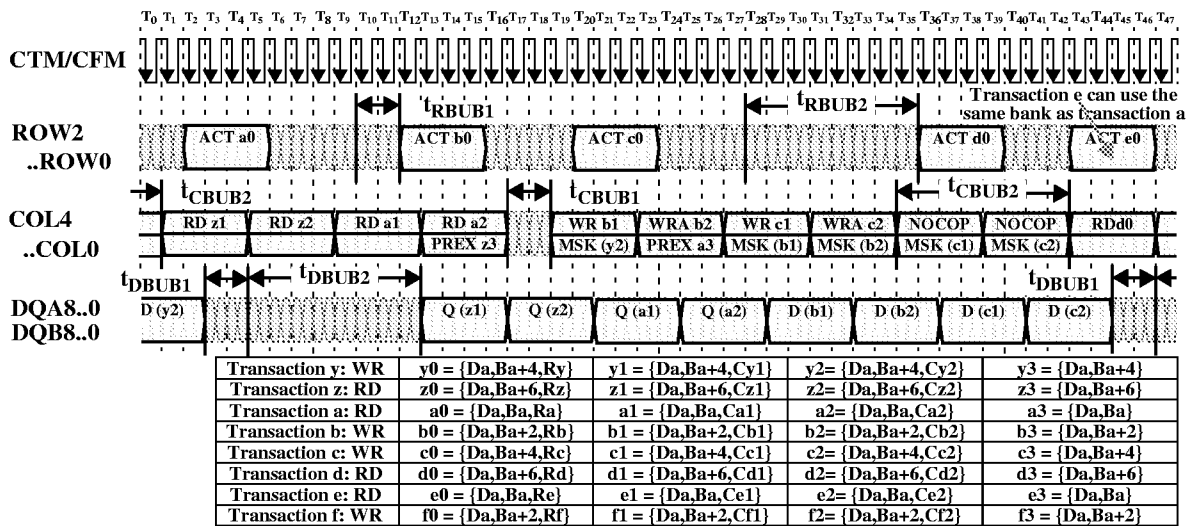 T0 T1 T2 T3 T4 T5 T6 T7 T8 T9 T10 T11 T12 T13 T14 T15 T16 T17 T18 T19 T20 T21 T22 T23 T24 T25 T26 T27 T28 T29 T30 T31 T32 T33 T34 T35 T36 T37 T38 T39 T40 T41 T42 T43 T44 T45 T46 T47
CTM/CFM
tRBUB1 tRBUB2 Transaction e can use the
same bank as transaction a
ROW2
..ROW0
ACT a0 ACT b0 ACT c0 ACT d0 ACT e0
tCBUB2 tCBUB1 tCBUB2
COL4
..COL0
RD z1 RD z2 RD a1 RD a2 WR b1 WRA b2 WR c1 WRA c2 NOCOP NOCOP RDd0
PREX z3 MSK (y2) PREX a3 MSK (b1) MSK (b2) MSK (c1) MSK (c2)
tDBUB1 tDBUB2 tDBUB1
DQA8..0
DQB8..0
D (y2) Q (z1) Q (z2) Q (a1) Q (a2) D (b1) D (b2) D (c1) D (c2)
Transaction y: WR y0 = {Da,Ba+4,Ry} y1 = {Da,Ba+4,Cy1} y2= {Da,Ba+4,Cy2} y3 = {Da,Ba+4}
Transaction z: RD z0 = {Da,Ba+6,Rz} z1 = {Da,Ba+6,Cz1} z2= {Da,Ba+6,Cz2} z3 = {Da,Ba+6}
Transaction a: RD a0 = {Da,Ba,Ra} a1 = {Da,Ba,Ca1} a2= {Da,Ba,Ca2} a3 = {Da,Ba}
Transaction b: WR b0 = {Da,Ba+2,Rb} b1 = {Da,Ba+2,Cb1} b2= {Da,Ba+2,Cb2} b3 = {Da,Ba+2}
Transaction c: WR c0 = {Da,Ba+4,Rc} c1 = {Da,Ba+4,Cc1} c2= {Da,Ba+4,Cc2} c3 = {Da,Ba+4}
Transaction d: RD d0 = {Da,Ba+6,Rd} d1 = {Da,Ba+6,Cd1} d2= {Da,Ba+6,Cd2} d3 = {Da,Ba+6}
Transaction e: RD e0 = {Da,Ba,Re} e1 = {Da,Ba,Ce1} e2= {Da,Ba,Ce2} e3 = {Da,Ba}
Transaction f: WR f0 = {Da,Ba+2,Rf} f1 = {Da,Ba+2,Cf1} f2= {Da,Ba+2,Cf2} f3 = {Da,Ba+2}